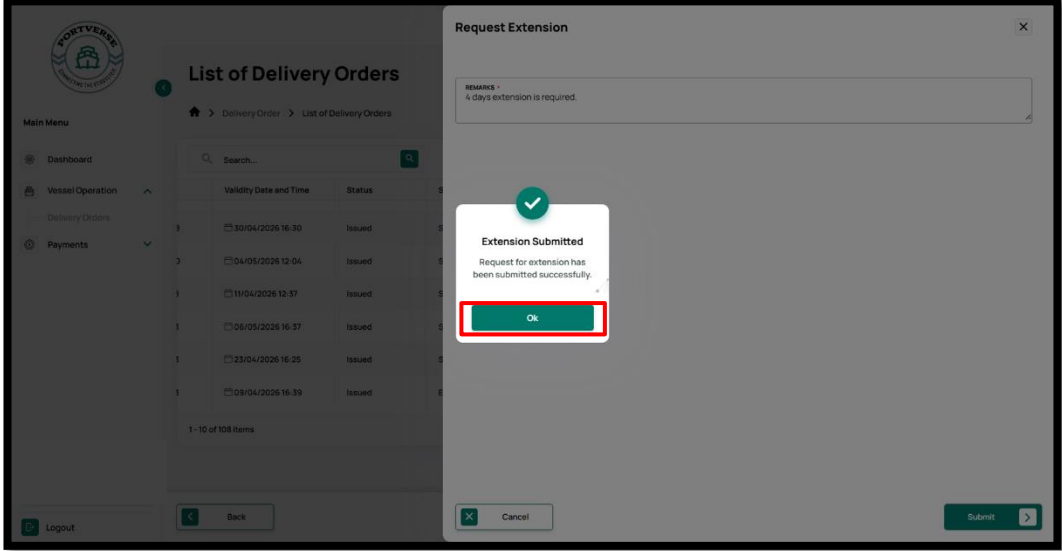 PORTVERSE
Request Extension
List of Delivery Orders
REMARKS *
4 days extension is required.
Delivery Order > List of Delivery Orders
Main Menu
Dashboard
Search...
Vessel Operation
Validity Date and Time Status S
Delivery Orders
30/04/2026 16:30 Issued S
Payments
04/05/2026 12:04 Issued S
11/04/2026 12:37 Issued S
06/05/2026 16:37 Issued S
23/04/2026 16:25 Issued S
09/04/2026 16:39 Issued E
Extension Submitted
Request for extension has
been submitted successfully.
Ok
1 - 10 of 108 items
Logout
Back
Cancel
Submit